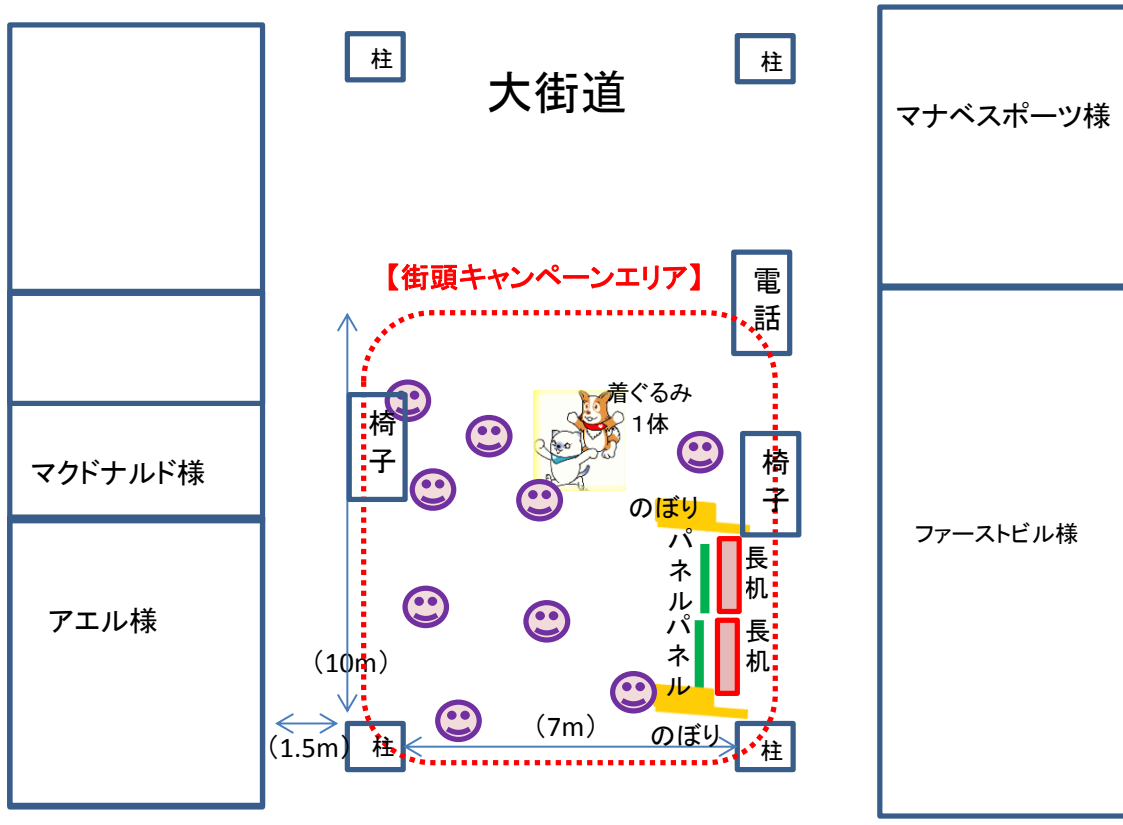 柱
柱
大街道
マナベスポーツ様
【街頭キャンペーンエリア】
電話
着ぐるみ
1体
椅子
椅子
マクドナルド様
のぼり
ファーストビル様
パネル
長机
アエル様
パネル
長机
（10m）
（7m）
のぼり
（1.5m）
柱
柱